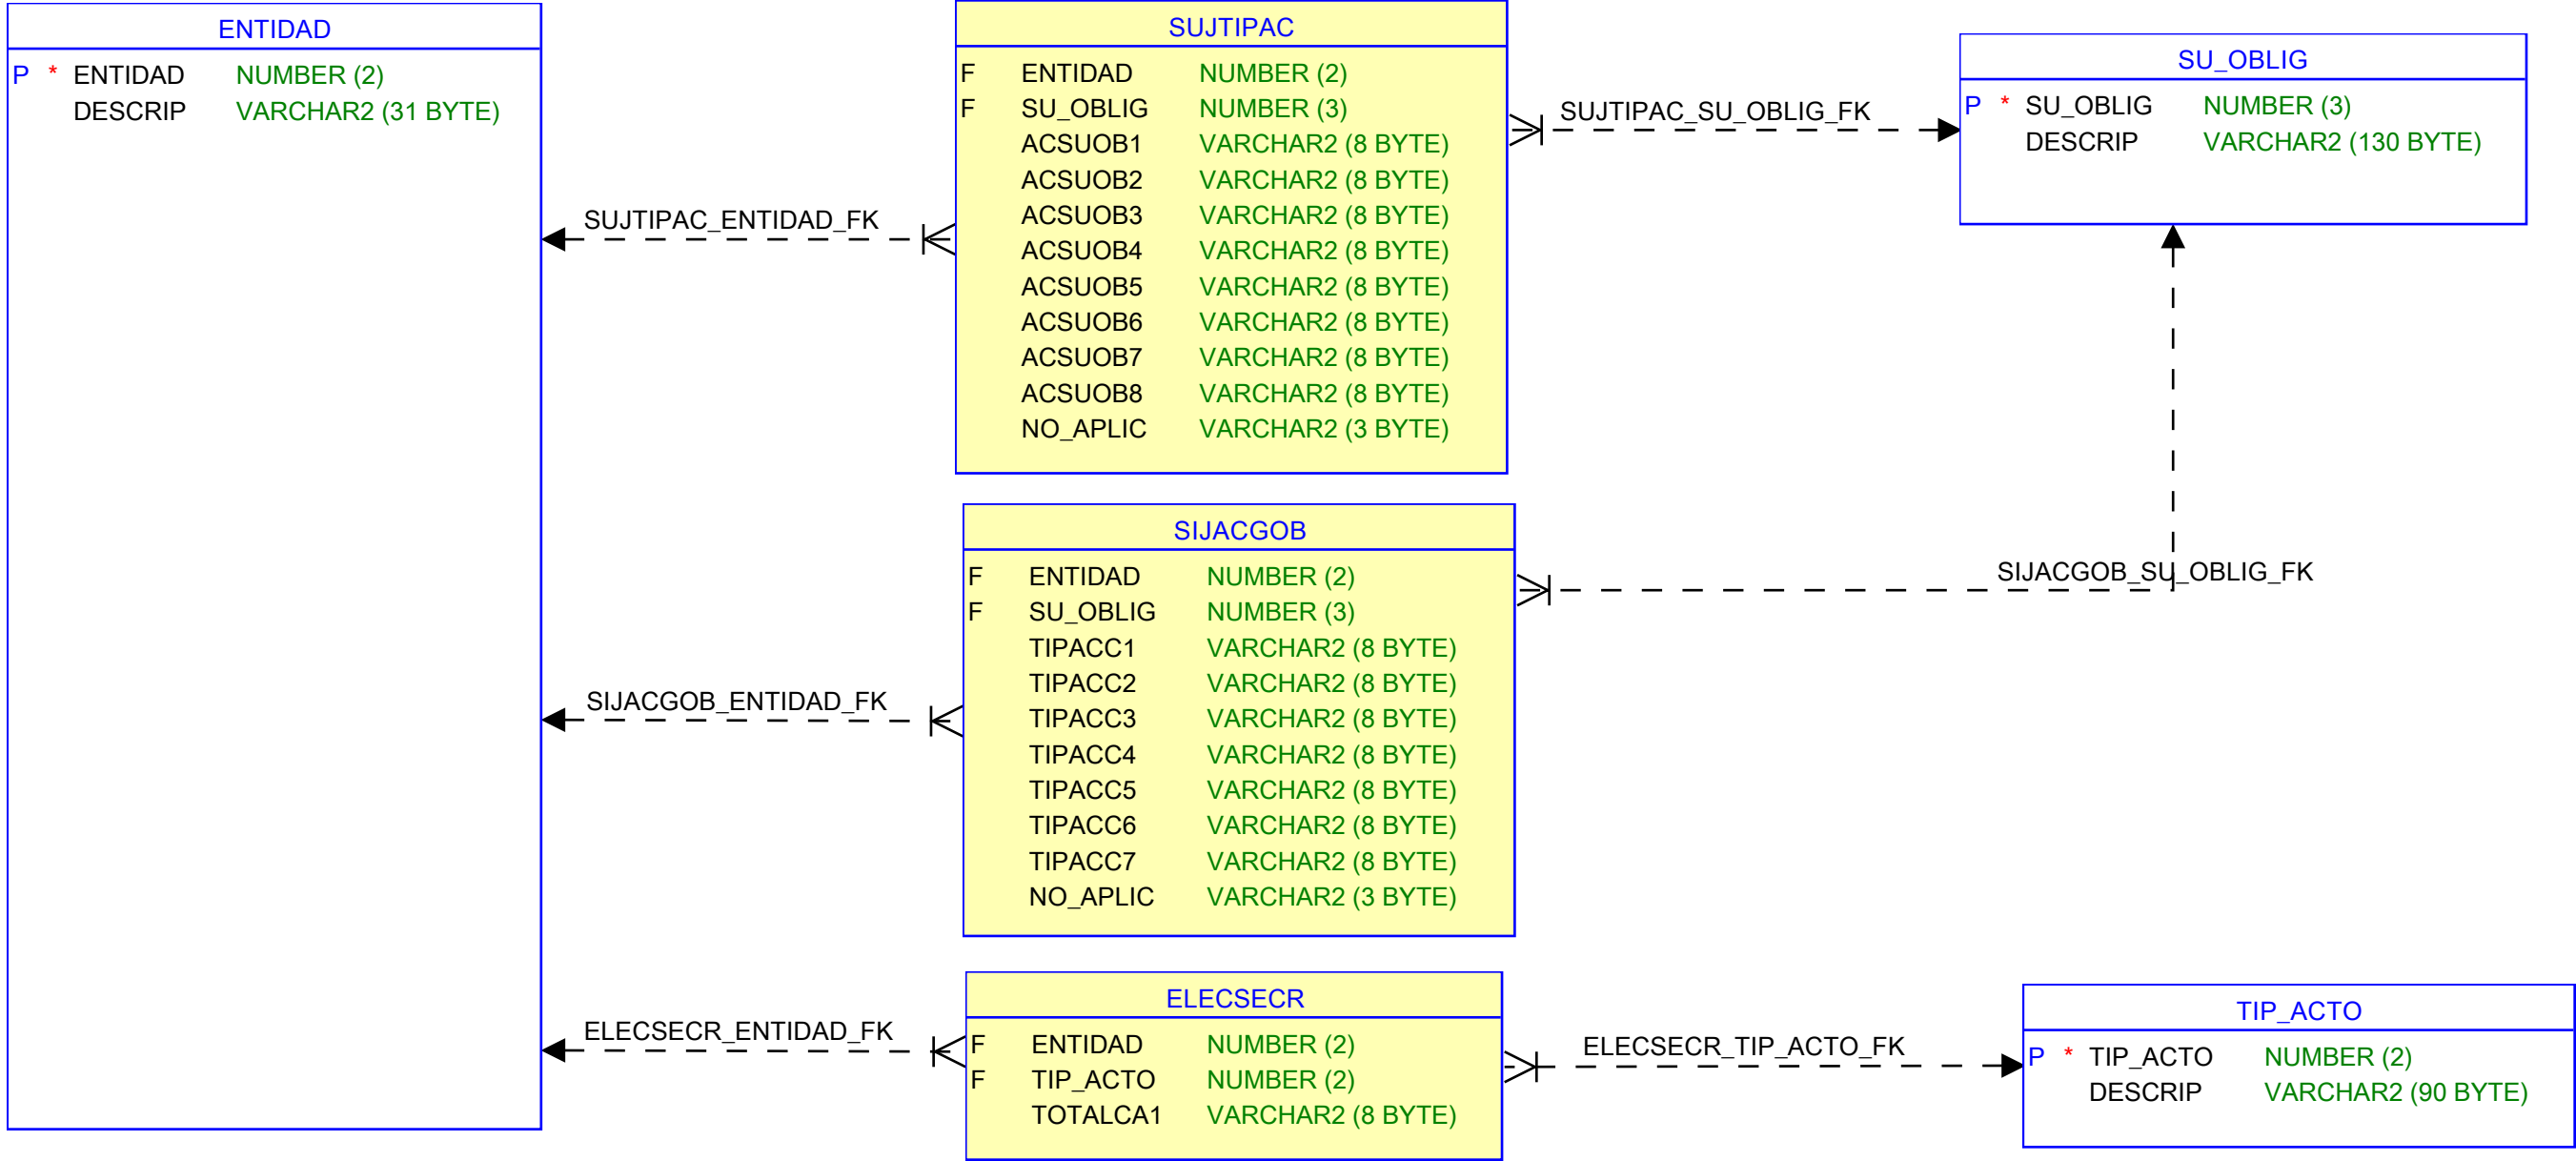 ENTIDAD
P * ENTIDAD NUMBER (2)
DESCRIP VARCHAR2 (31 BYTE)
SUJTIPAC_ENTIDAD_FK
SIJACGOB_ENTIDAD_FK
ELECSECR_ENTIDAD_FK
SUJTIPAC
F ENTIDAD NUMBER (2)
F SU_OBLIG NUMBER (3)
ACSUOB1 VARCHAR2 (8 BYTE)
ACSUOB2 VARCHAR2 (8 BYTE)
ACSUOB3 VARCHAR2 (8 BYTE)
ACSUOB4 VARCHAR2 (8 BYTE)
ACSUOB5 VARCHAR2 (8 BYTE)
ACSUOB6 VARCHAR2 (8 BYTE)
ACSUOB7 VARCHAR2 (8 BYTE)
ACSUOB8 VARCHAR2 (8 BYTE)
NO_APLIC VARCHAR2 (3 BYTE)
SIJACGOB
F ENTIDAD NUMBER (2)
F SU_OBLIG NUMBER (3)
TIPACC1 VARCHAR2 (8 BYTE)
TIPACC2 VARCHAR2 (8 BYTE)
TIPACC3 VARCHAR2 (8 BYTE)
TIPACC4 VARCHAR2 (8 BYTE)
TIPACC5 VARCHAR2 (8 BYTE)
TIPACC6 VARCHAR2 (8 BYTE)
TIPACC7 VARCHAR2 (8 BYTE)
NO_APLIC VARCHAR2 (3 BYTE)
ELECSECR
F ENTIDAD NUMBER (2)
F TIP_ACTO NUMBER (2)
TOTALCA1 VARCHAR2 (8 BYTE)
SUJTIPAC_SU_OBLIG_FK
SIJACGOB_SU_OBLIG_FK
ELECSECR_TIP_ACTO_FK
SU_OBLIG
P * SU_OBLIG NUMBER (3)
DESCRIP VARCHAR2 (130 BYTE)
TIP_ACTO
P * TIP_ACTO NUMBER (2)
DESCRIP VARCHAR2 (90 BYTE)